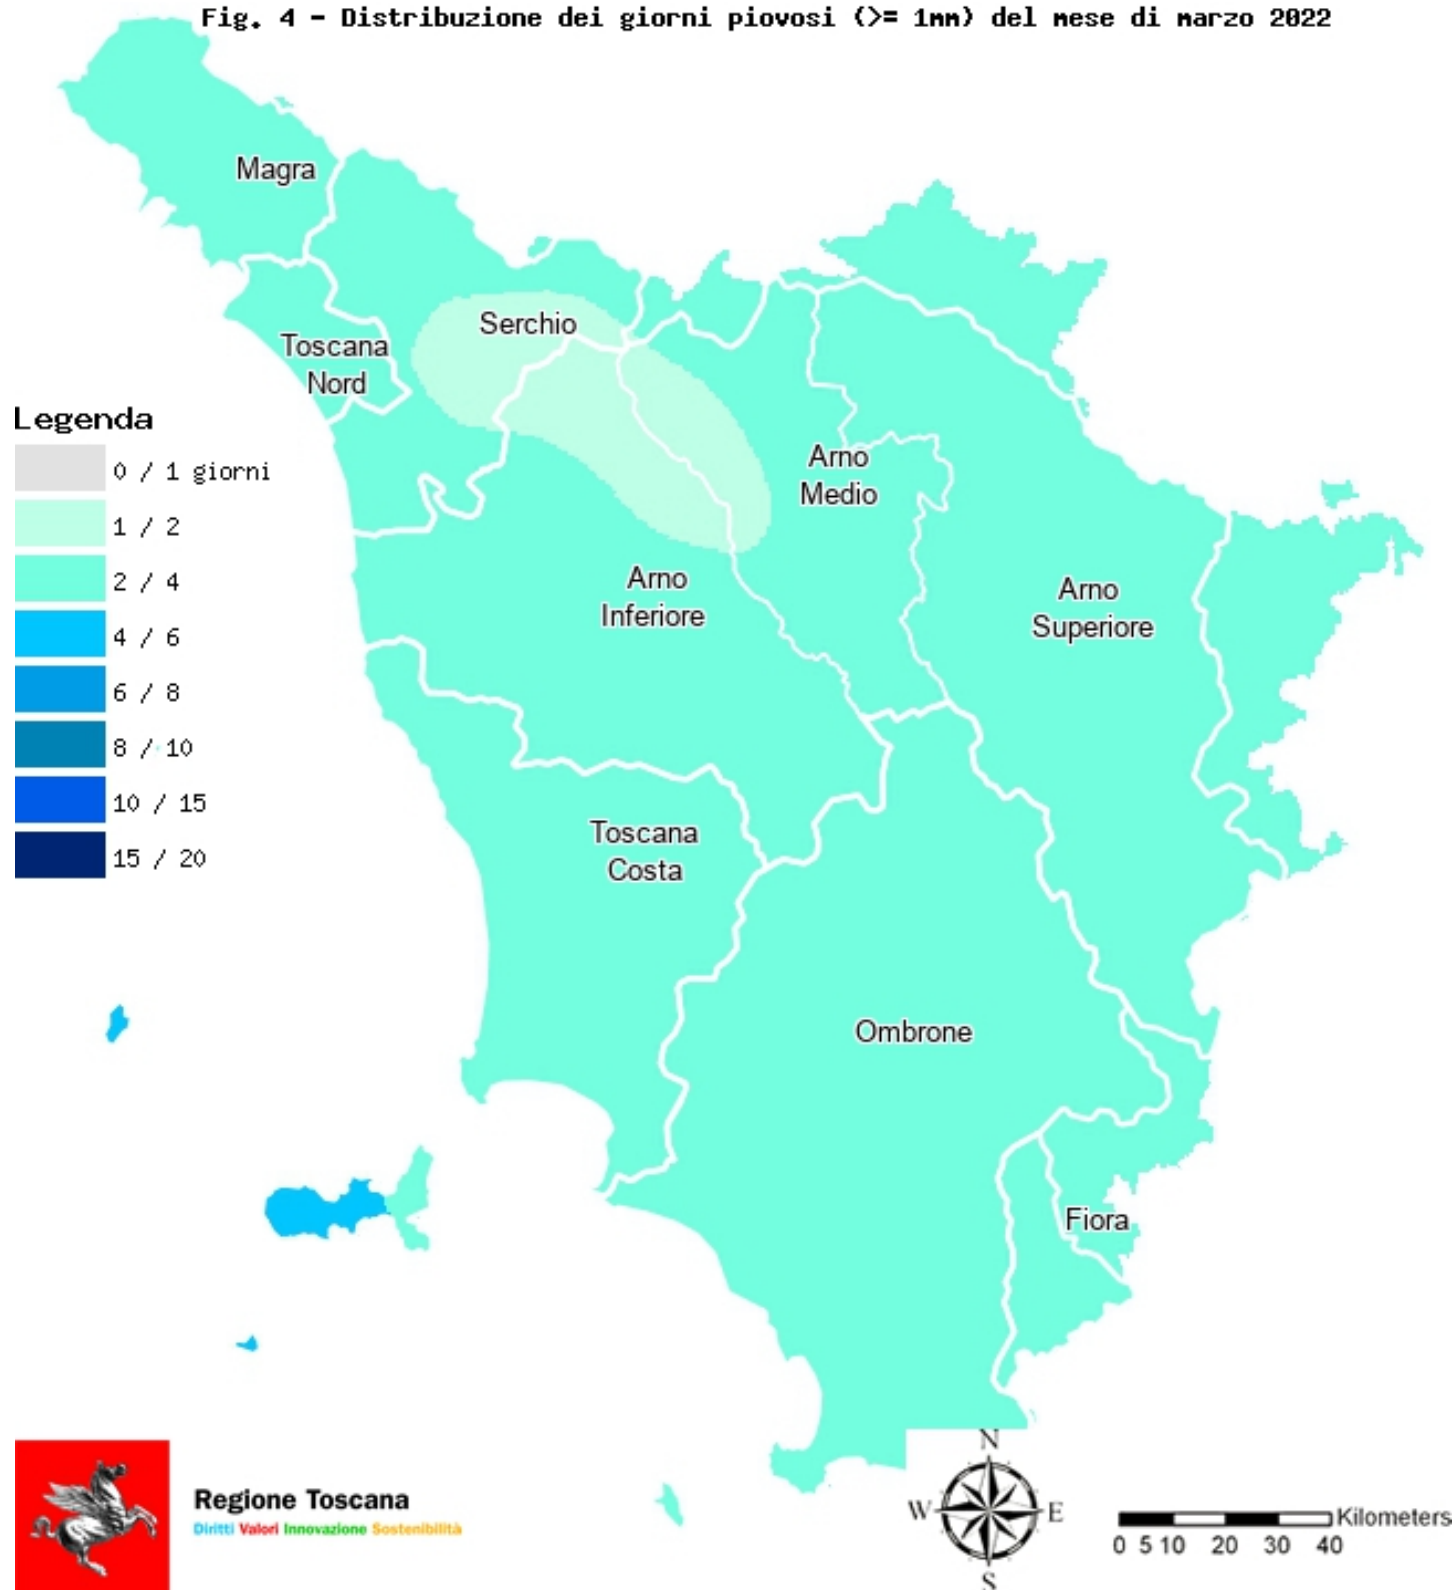 Fig. 4 - Distribuzione dei giorni piovosi (>= 1mm) del mese di marzo 2022
Magra
Serchio
Toscana
Nord
Legenda
0 / 1 giorni
1 / 2
2 / 4
4 / 6
6 / 8
8 / 10
10 / 15
15 / 20
Arno
Medio
Arno
Inferiore
Arno
Superiore
Toscana
Costa
Ombrone
Fiora
Regione Toscana
Diritti Valori Innovazione Sostenibilità
N
W
E
S
Kilometers
0 5 10 20 30 40